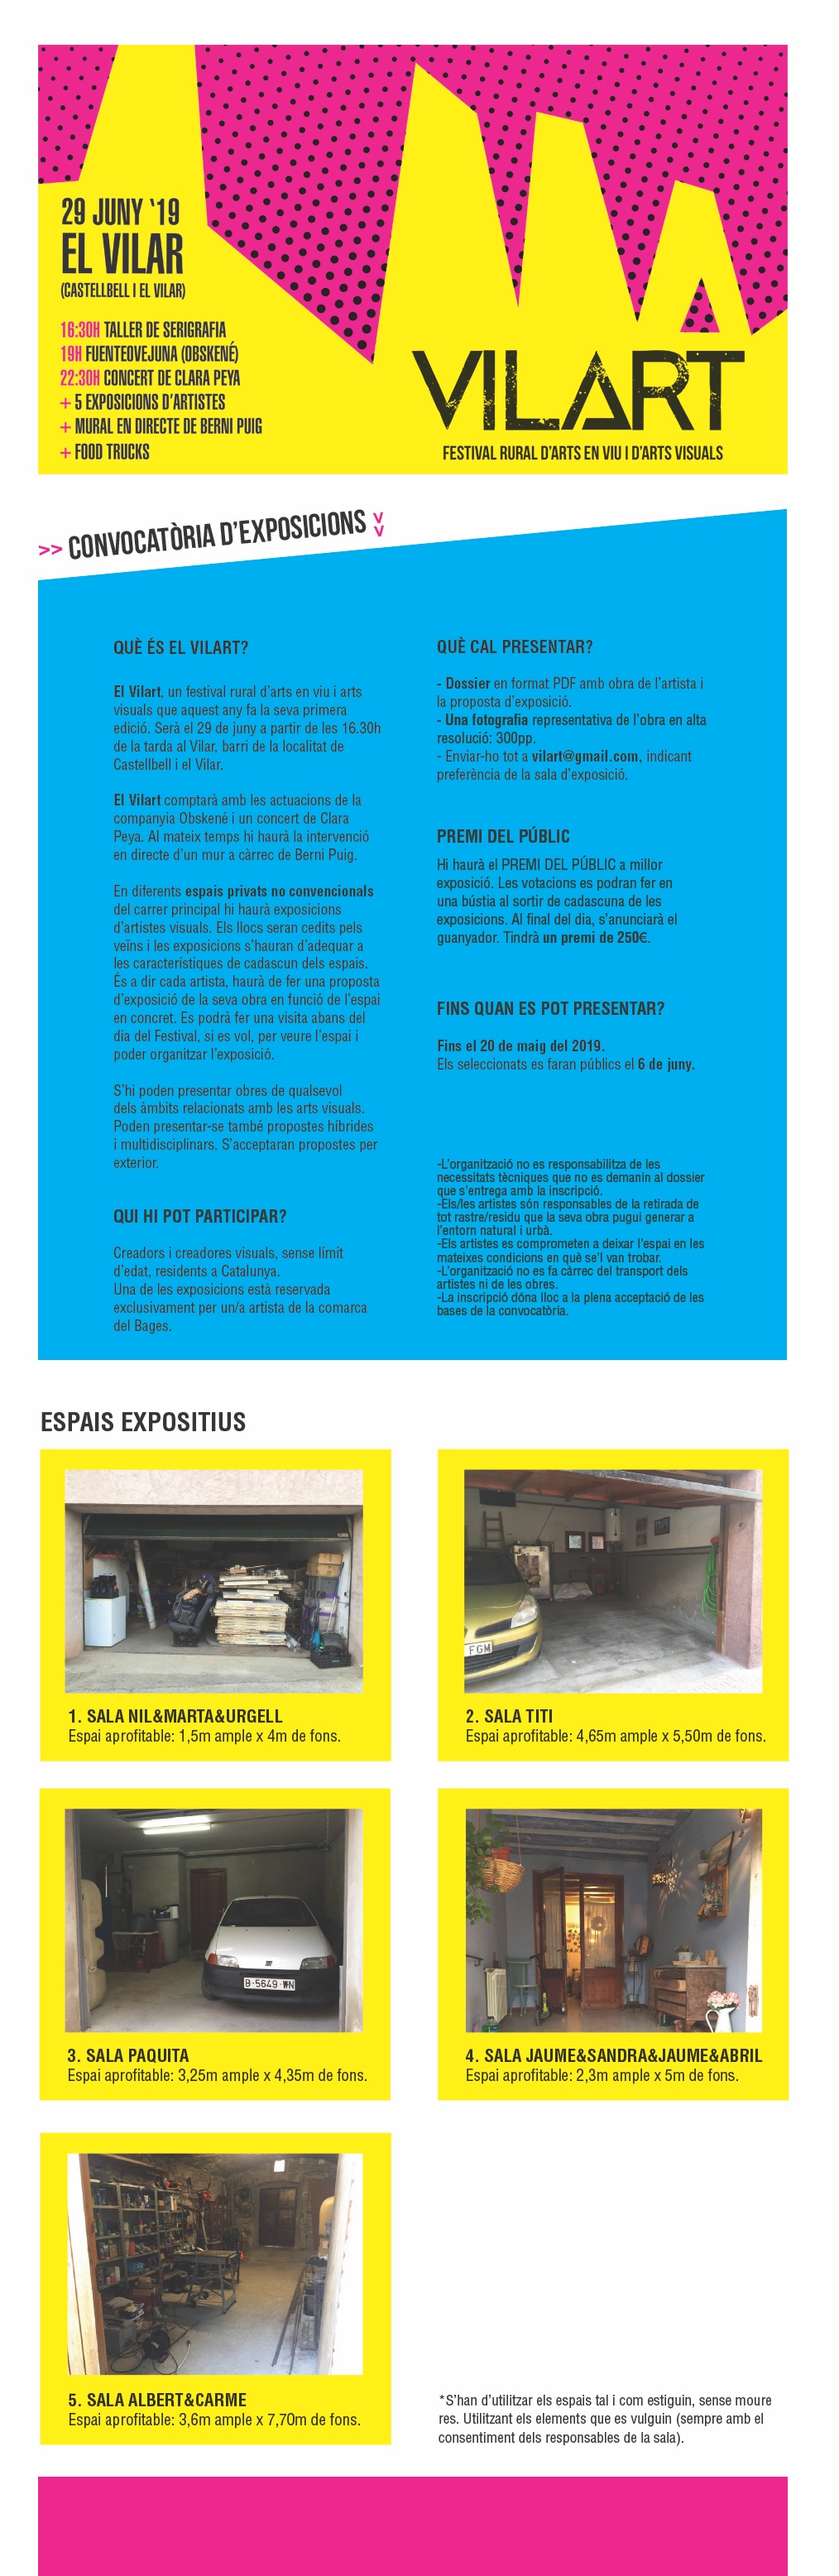 29 JUNY ‘19
EL VILAR
(CASTELLBELL I EL VILAR)
16:30H TALLER DE SERIGRAFIA
19H FUENTEOVEJUNA (OBSKENÉ)
22:30H CONCERT DE CLARA PEYA
+ 5 EXPOSICIONS D'ARTISTES
+ MURAL EN DIRECTE DE BERNI PUIG
+ FOOD TRUCKS
VILART
FESTIVAL RURAL D'ARTS EN VIU I D'ARTS VISUALS
>> CONVOCATÒRIA D'EXPOSICIONS >>
QUÈ ÉS EL VILART?
El Vilart, un festival rural d’arts en viu i arts
visuals que aquest any fa la seva primera
edició. Serà el 29 de juny a partir de les 16.30h
de la tarda al Vilar, barri de la localitat de
Castellbell i el Vilar.
El Vilart comptarà amb les actuacions de la
companyia Obskené i un concert de Clara
Peya. Al mateix temps hi haurà la intervenció
en directe d’un mur a càrrec de Berni Puig.
En diferents espais privats no convencionals
del carrer principal hi haurà exposicions
d’artistes visuals. Els llocs seran cedits pels
veïns i les exposicions s’hauran d’adequar a
les característiques de cadascun dels espais.
És a dir cada artista, haurà de fer una proposta
d’exposició de la seva obra en funció de l’espai
en concret. Es podrà fer una visita abans del
dia del Festival, si es vol, per veure l’espai i
poder organitzar l’exposició.
S’hi poden presentar obres de qualsevol
dels àmbits relacionats amb les arts visuals.
Poden presentar-se també propostes híbrides
i multidisciplinars. S’acceptaran propostes per
exterior.
QUI HI POT PARTICIPAR?
Creadors i creadores visuals, sense límit
d’edat, residents a Catalunya.
Una de les exposicions està reservada
exclusivament per un/a artista de la comarca
del Bages.
QUÈ CAL PRESENTAR?
- Dossier en format PDF amb obra de l’artista i
la proposta d’exposició.
- Una fotografia representativa de l’obra en alta
resolució: 300pp.
- Enviar-ho tot a vilart@gmail.com, indicant
preferència de la sala d’exposició.
PREMI DEL PÚBLIC
Hi haurà el PREMI DEL PÚBLIC a millor
exposició. Les votacions es podran fer en
una bústia al sortir de cadascuna de les
exposicions. Al final del dia, s’anunciarà el
guanyador. Tindrà un premi de 250€.
FINS QUAN ES POT PRESENTAR?
Fins el 20 de maig del 2019.
Els seleccionats es faran públics el 6 de juny.
-L’organització no es responsabilitza de les
necessitats tècniques que no es demanin al dossier
que s’entrega amb la inscripció.
-Els/les artistes són responsables de la retirada de
tot rastre/residu que la seva obra pugui generar a
l’entorn natural i urbà.
-Els artistes es comprometen a deixar l’espai en les
mateixes condicions en què se’l van trobar.
-L’organització no es fa càrrec del transport dels
artistes ni de les obres.
-La inscripció dóna lloc a la plena acceptació de les
bases de la convocatòria.
ESPAIS EXPOSITIUS
1. SALA NIL&MARTA&URGELL
Espai aprofitable: 1,5m ample x 4m de fons.
FGM
2. SALA TITI
Espai aprofitable: 4,65m ample x 5,50m de fons.
B-5649-WN
3. SALA PAQUITA
Espai aprofitable: 3,25m ample x 4,35m de fons.
4. SALA JAUME&SANDRA&JAUME&ABRIL
Espai aprofitable: 2,3m ample x 5m de fons.
5. SALA ALBERT&CARME
Espai aprofitable: 3,6m ample x 7,70m de fons.
*S’han d’utilitzar els espais tal i com estiguin, sense moure
res. Utilitzant els elements que es vulguin (sempre amb el
consentiment dels responsables de la sala).